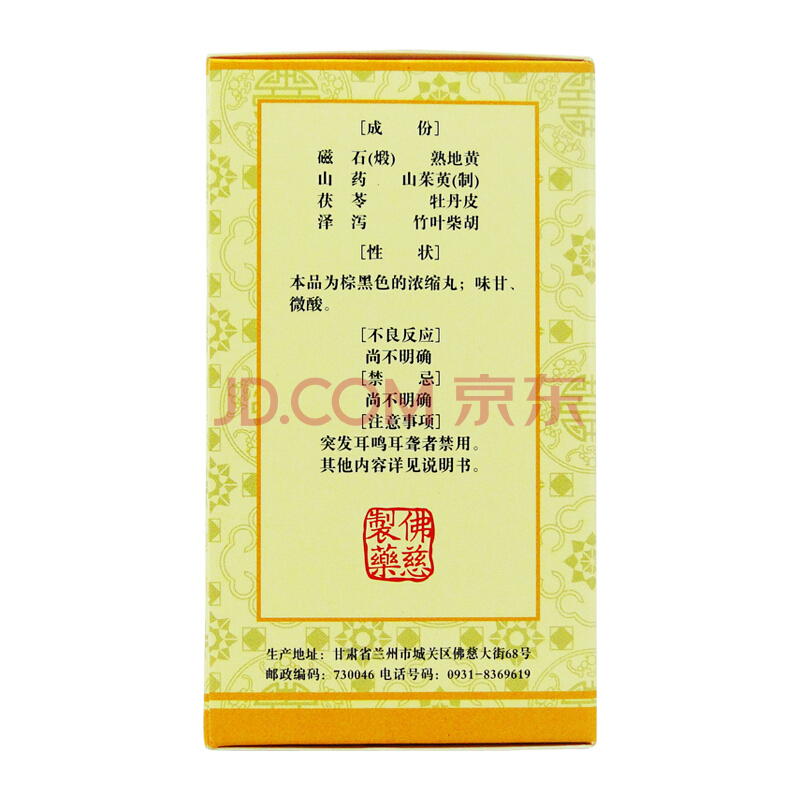 [成 份]
磁 石(煅) 熟地黄
山 药 山茱萸(制)
茯 苓 牡丹皮
泽 泻 竹叶柴胡
[性 状]
本品为棕黑色的浓缩丸；味甘、
微酸。
[不良反应]
尚不明确
[禁 忌]
JD.COM 京东
尚不明确
[注意事项]
突发耳鸣耳聋者禁用。
其他内容详见说明书。
佛慈
製藥
生产地址：甘肃省兰州市城关区佛慈大街68号
邮政编码：730046 电话号码：0931-8369619